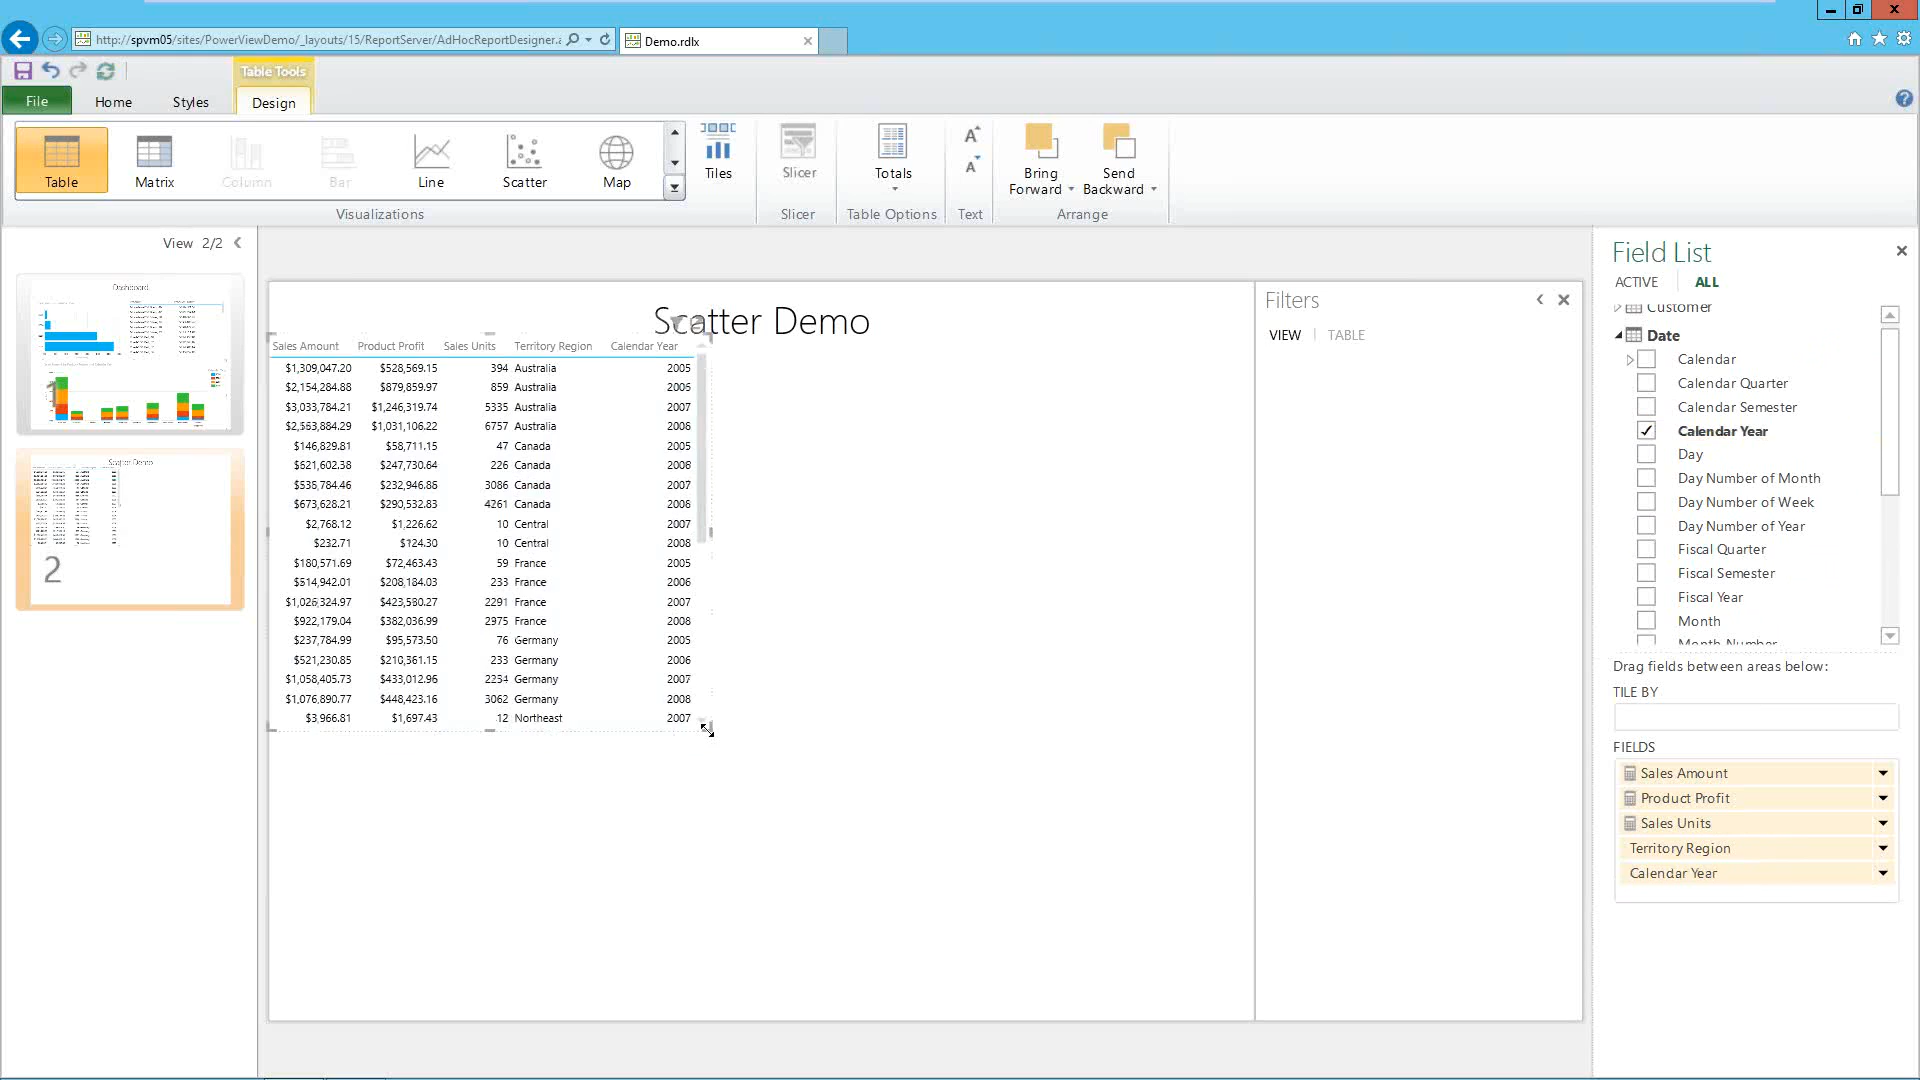 http://spvm05/sites/PowerViewDemo/_layouts/15/ReportServer/AdHocReportDesigner.a
Demo.rdlx
Table Tools
File
Home
Styles
Design
Table
Matrix
Column
Bar
Line
Scatter
Map
Tiles
Slicer
Totals
A
A
Bring Forward
Send Backward
Visualizations
Slicer
Table Options
Text
Arrange
View 2/2
Dashboard
1
Scatter Demo
2
Scatter Demo
Sales Amount Product Profit Sales Units Territory Region Calendar Year
$1,309,047.20 $528,569.15 394 Australia 2005
$2,154,284.88 $879,859.97 859 Australia 2006
$3,033,784.21 $1,246,319.74 5335 Australia 2007
$2,563,884.29 $1,031,106.22 6757 Australia 2008
$146,829.81 $58,711.15 47 Canada 2005
$621,602.38 $247,730.64 226 Canada 2006
$535,784.46 $232,946.86 3086 Canada 2007
$673,628.21 $290,532.83 4261 Canada 2008
$2,768.12 $1,226.62 10 Central 2007
$232.71 $124.30 10 Central 2008
$180,571.69 $72,463.43 59 France 2005
$514,942.01 $208,184.03 233 France 2006
$1,026,324.97 $423,580.27 2291 France 2007
$922,179.04 $382,036.99 2975 France 2008
$237,784.99 $95,573.50 76 Germany 2005
$521,230.85 $210,361.15 233 Germany 2006
$1,058,405.73 $433,012.96 2234 Germany 2007
$1,076,890.77 $448,423.16 3062 Germany 2008
$3,966.81 $1,697.43 12 Northeast 2007
Filters
VIEW
TABLE
Field List
ACTIVE
ALL
Customer
Date
Calendar
Calendar Quarter
Calendar Semester
Calendar Year
Day
Day Number of Month
Day Number of Week
Day Number of Year
Fiscal Quarter
Fiscal Semester
Fiscal Year
Month
Month Number
Drag fields between areas below:
TILE BY
FIELDS
Sales Amount
Product Profit
Sales Units
Territory Region
Calendar Year